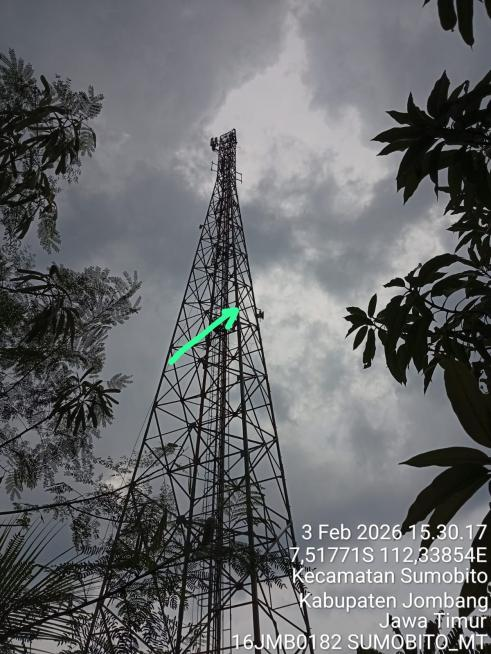 3 Feb 2026 15.30.17
7,51771S 112,33854E
Kecamatan Sumobito
Kabupaten Jombang
Jawa Timur
16JMB0182 SUMOBITO_MT